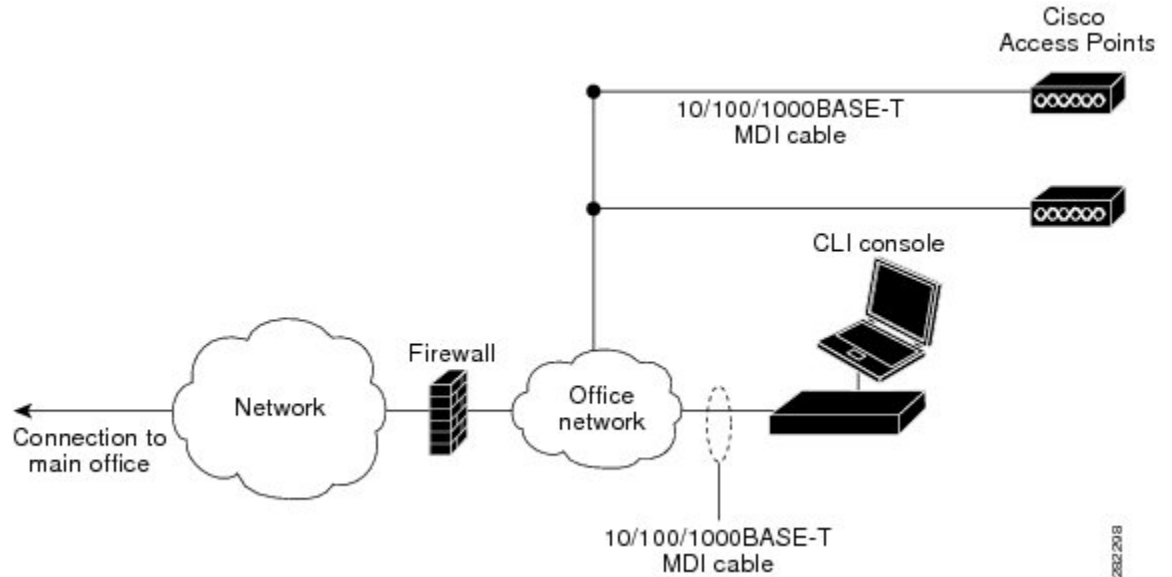 Cisco
Access Points
10/100/1000BASE-T
MDI cable
CLI console
Firewall
Network
Office
network
Connection to
main office
10/100/1000BASE-T
MDI cable
282298